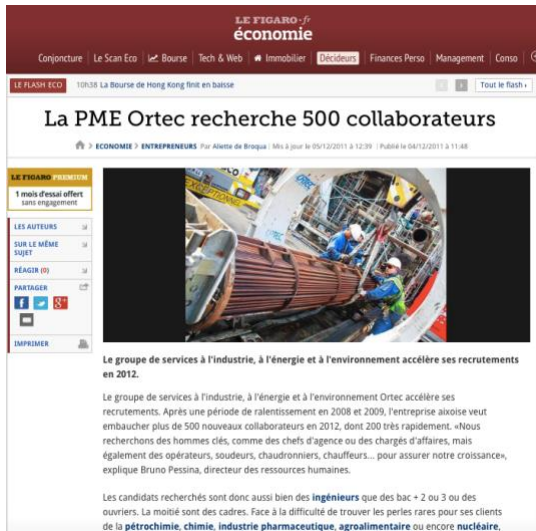 LE FIGARO·fr
économie
Conjoncture Le Scan Eco Bourse Tech & Web Immobilier Décideurs Finances Perso Management Conso
LE FLASH ECO 10h38 La Bourse de Hong Kong finit en baisse Tout le flash ›
La PME Ortec recherche 500 collaborateurs
> ECONOMIE > ENTREPRENEURS Par Aliette de Broqua | Mis à jour le 05/12/2011 à 12:39 | Publié le 04/12/2011 à 11:48
LE FIGARO PREMIUM
1 mois d'essai offert
sans engagement
LES AUTEURS
SUR LE MÊME
SUJET
RÉAGIR (0)
PARTAGER
IMPRIMER
EXCEPTIONNEL
ORTEC
Le groupe de services à l'industrie, à l'énergie et à l'environnement accélère ses recrutements
en 2012.
Le groupe de services à l'industrie, à l'énergie et à l'environnement Ortec accélère ses
recrutements. Après une période de ralentissement en 2008 et 2009, l'entreprise aixoise veut
embaucher plus de 500 nouveaux collaborateurs en 2012, dont 200 très rapidement. «Nous
recherchons des hommes clés, comme des chefs d'agence ou des chargés d'affaires, mais
également des opérateurs, soudeurs, chaudronniers, chauffeurs... pour assurer notre croissance»,
explique Bruno Pessina, directeur des ressources humaines.
Les candidats recherchés sont donc aussi bien des ingénieurs que des bac + 2 ou 3 ou des
ouvriers. La moitié sont des cadres. Face à la difficulté de trouver les perles rares pour ses clients
de la pétrochimie, chimie, industrie pharmaceutique, agroalimentaire ou encore nucléaire,